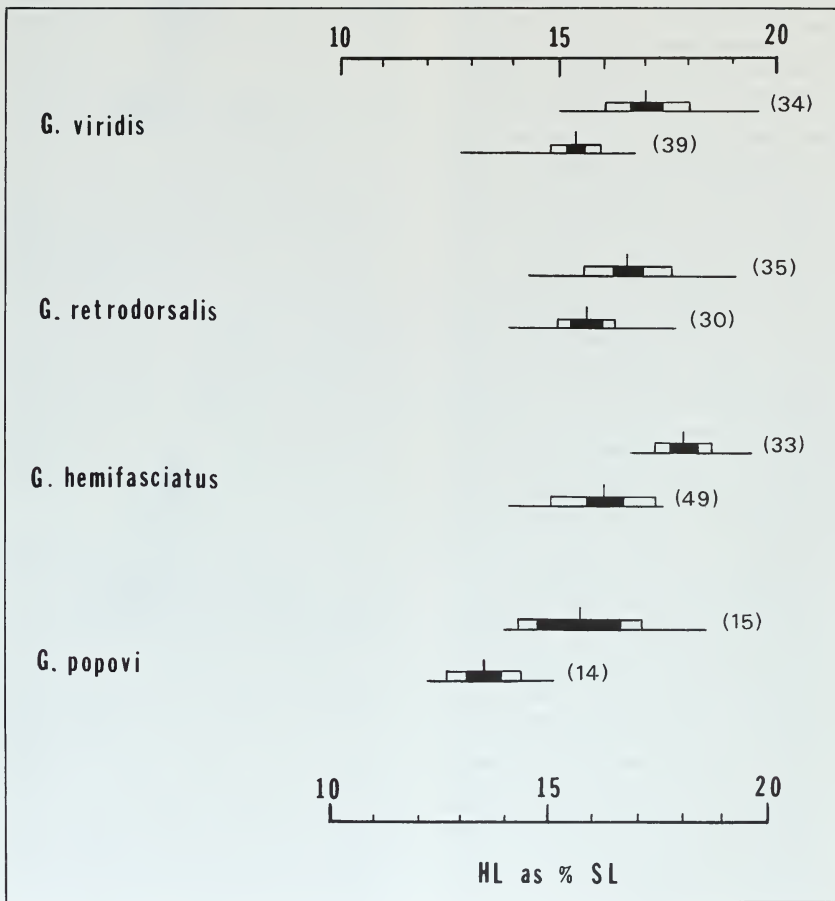 10 15 20
(34)
G. viridis
(39)
(35)
G. retrodorsalis
(30)
(33)
G. hemifasciatus
(49)
(15)
G. popovi
(14)
10 15 20
HL as % SL